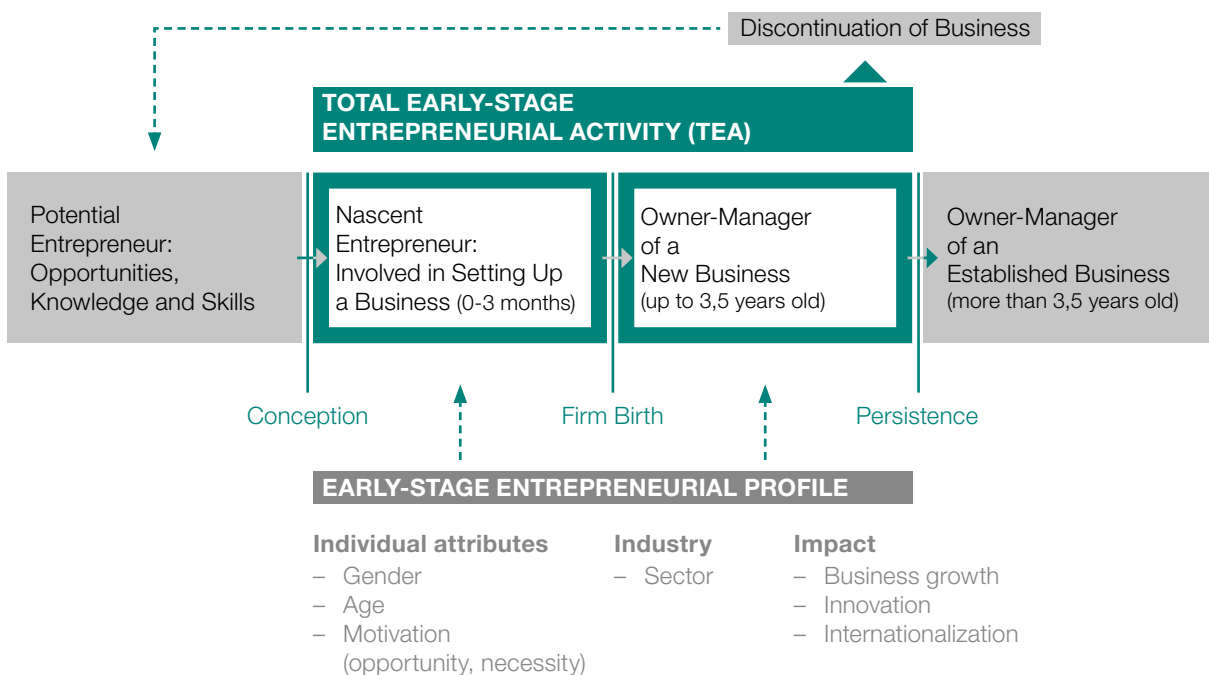 Discontinuation of Business
TOTAL EARLY-STAGE
ENTREPRENEURIAL ACTIVITY (TEA)
Potential
Entrepreneur:
Opportunities,
Knowledge and Skills
Nascent
Entrepreneur:
Involved in Setting Up
a Business (0-3 months)
Owner-Manager
of a
New Business
(up to 3,5 years old)
Owner-Manager
of an
Established Business
(more than 3,5 years old)
Conception
Firm Birth
Persistence
EARLY-STAGE ENTREPRENEURIAL PROFILE
Individual attributes
– Gender
– Age
– Motivation
(opportunity, necessity)
Industry
– Sector
Impact
– Business growth
– Innovation
– Internationalization